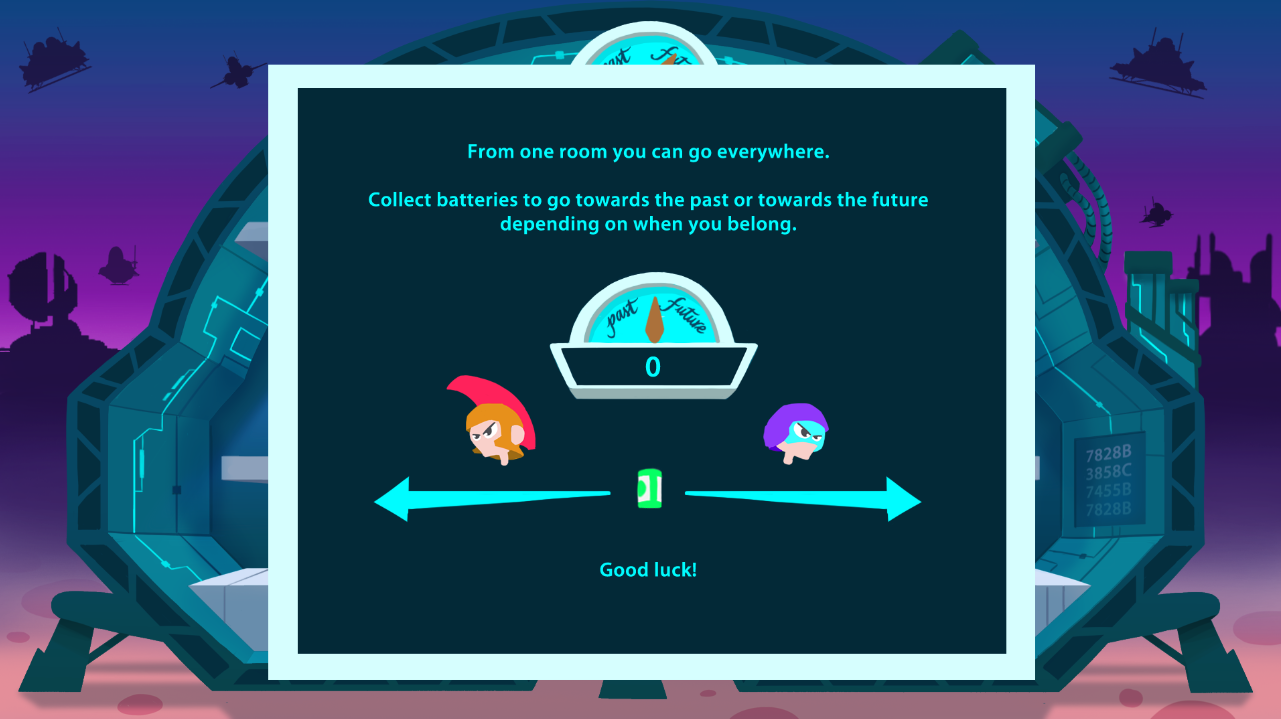 From one room you can go everywhere.
Collect batteries to go towards the past or towards the future
depending on when you belong.
past future
0
7828B
3858C
7455B
7828B
Good luck!